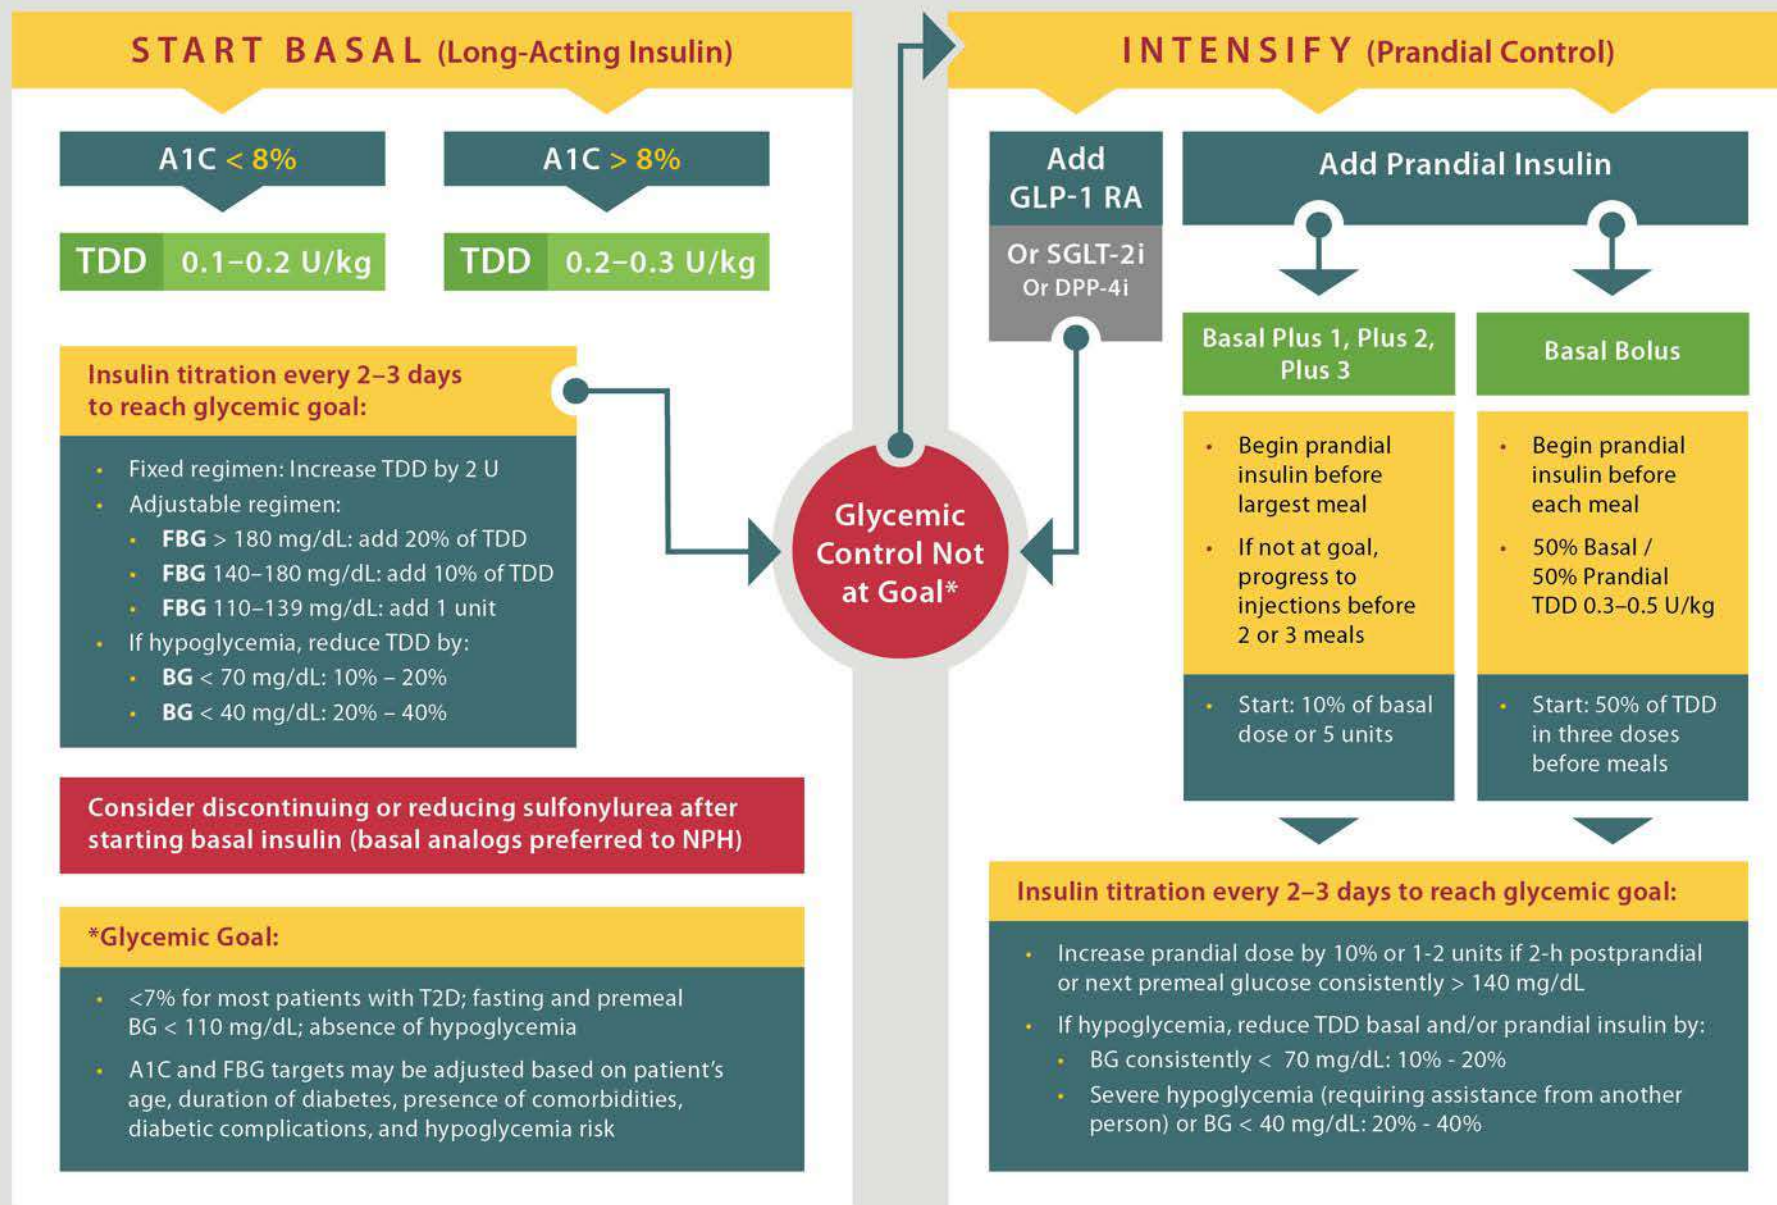 START BASAL (Long-Acting Insulin)
A1C < 8%
A1C > 8%
TDD 0.1–0.2 U/kg
TDD 0.2–0.3 U/kg
Insulin titration every 2–3 days
to reach glycemic goal:
• Fixed regimen: Increase TDD by 2 U
• Adjustable regimen:
• FBG > 180 mg/dL: add 20% of TDD
• FBG 140–180 mg/dL: add 10% of TDD
• FBG 110–139 mg/dL: add 1 unit
• If hypoglycemia, reduce TDD by:
• BG < 70 mg/dL: 10% – 20%
• BG < 40 mg/dL: 20% – 40%
Consider discontinuing or reducing sulfonylurea after
starting basal insulin (basal analogs preferred to NPH)
*Glycemic Goal:
• <7% for most patients with T2D; fasting and premeal
BG < 110 mg/dL; absence of hypoglycemia
• A1C and FBG targets may be adjusted based on patient's
age, duration of diabetes, presence of comorbidities,
diabetic complications, and hypoglycemia risk
Glycemic
Control Not
at Goal*
INTENSIFY (Prandial Control)
Add
GLP-1 RA
Or SGLT-2i
Or DPP-4i
Add Prandial Insulin
Basal Plus 1, Plus 2,
Plus 3
• Begin prandial
insulin before
largest meal
• If not at goal,
progress to
injections before
2 or 3 meals
• Start: 10% of basal
dose or 5 units
Basal Bolus
• Begin prandial
insulin before
each meal
• 50% Basal /
50% Prandial
TDD 0.3–0.5 U/kg
• Start: 50% of TDD
in three doses
before meals
Insulin titration every 2–3 days to reach glycemic goal:
• Increase prandial dose by 10% or 1-2 units if 2-h postprandial
or next premeal glucose consistently > 140 mg/dL
• If hypoglycemia, reduce TDD basal and/or prandial insulin by:
• BG consistently < 70 mg/dL: 10% - 20%
• Severe hypoglycemia (requiring assistance from another
person) or BG < 40 mg/dL: 20% - 40%